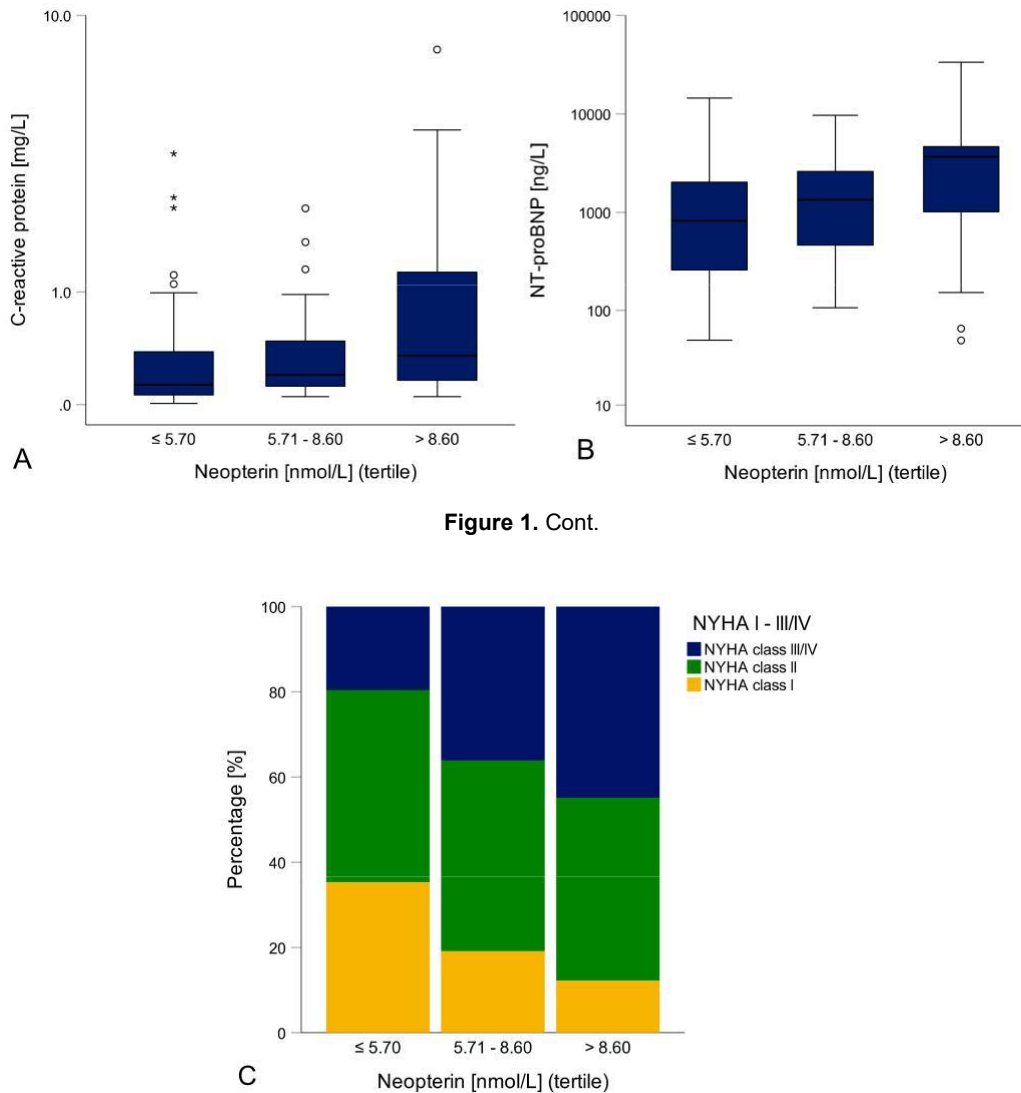 10.0
1.0
.0
C-reactive protein [mg/L]
≤ 5.70
5.71 - 8.60
> 8.60
Neopterin [nmol/L] (tertile)
A
100000
10000
1000
100
10
NT-proBNP [ng/L]
≤ 5.70
5.71 - 8.60
> 8.60
Neopterin [nmol/L] (tertile)
B
Figure 1. Cont.
100
80
60
40
20
0
Percentage [%]
NYHA I - III/IV
NYHA class III/IV
NYHA class II
NYHA class I
≤ 5.70
5.71 - 8.60
> 8.60
Neopterin [nmol/L] (tertile)
C